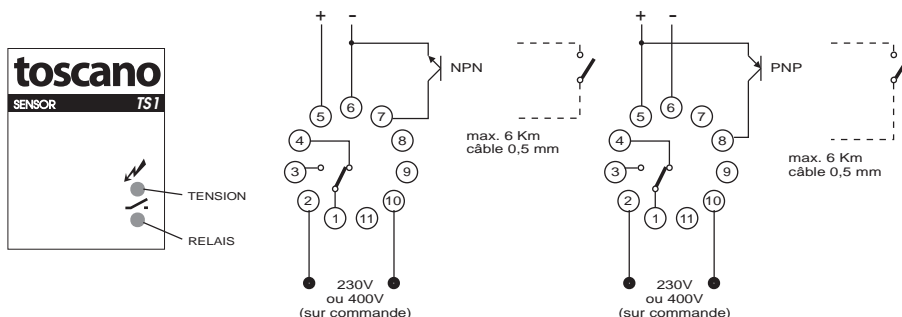 toscano
SENSOR TS1
TENSION
RELAIS
+ -
NPN
5 6 7
4 8
3 9
2 10
1 11
max. 6 Km
câble 0,5 mm
230V
ou 400V
(sur commande)
+ -
PNP
5 6 7
4 8
3 9
2 10
1 11
max. 6 Km
câble 0,5 mm
230V
ou 400V
(sur commande)